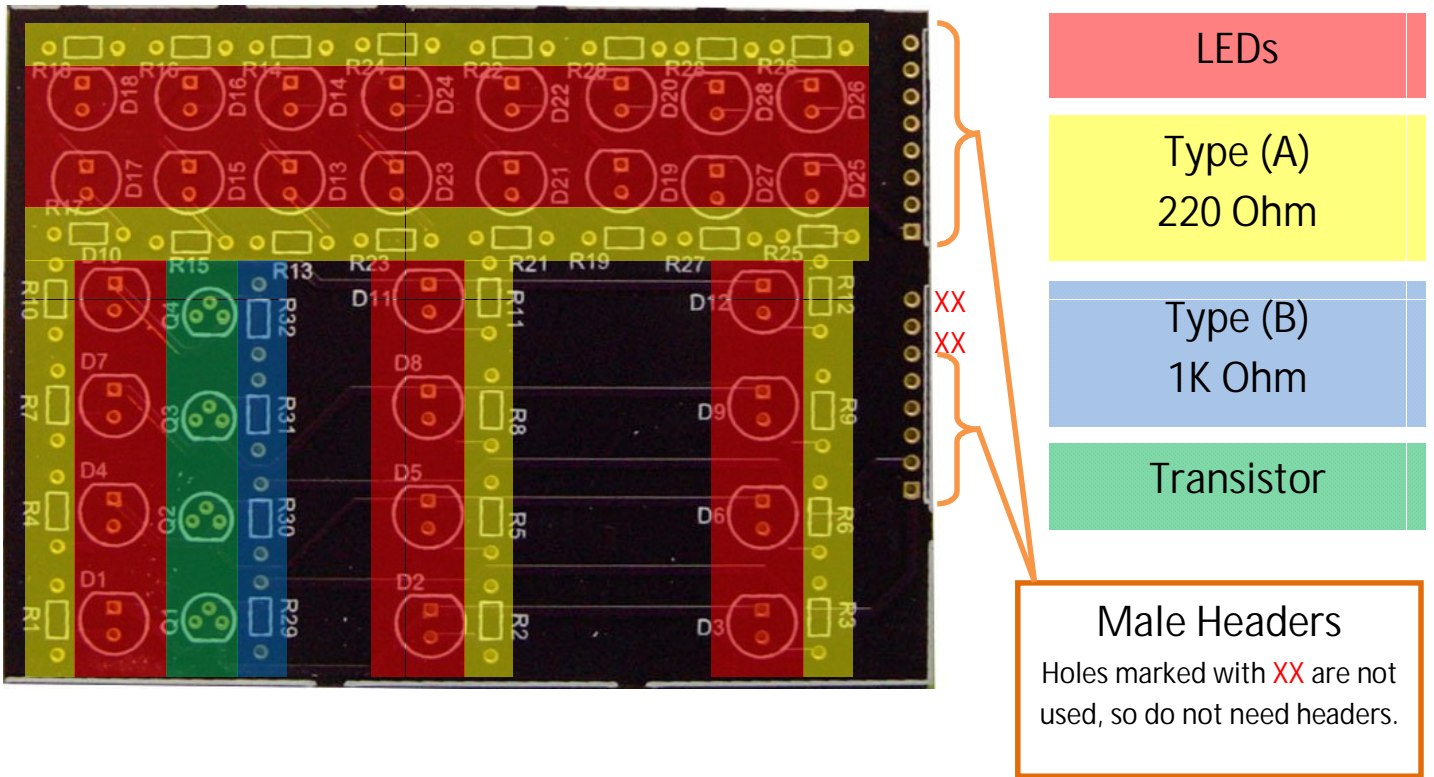 R18 R16 R14 R24 R22 R20 R28 R26
D18 D16 D14 D24 D22 D20 D28 D26
D17 D15 D13 D23 D21 D19 D27 D25
R17
D10 R15 R13 R23 R21 R19 R27 R25
R10 Q4 R32 D11 R11 D12 R12
D7 D8
R7 Q3 R31 R8 D9 R9
D4 D5
R4 Q2 R30 R5 D6 R6
D1 D2
R1 Q1 R29 R2 D3 R3
XX
XX
LEDs
Type (A)
220 Ohm
Type (B)
1K Ohm
Transistor
Male Headers
Holes marked with XX are not
used, so do not need headers.